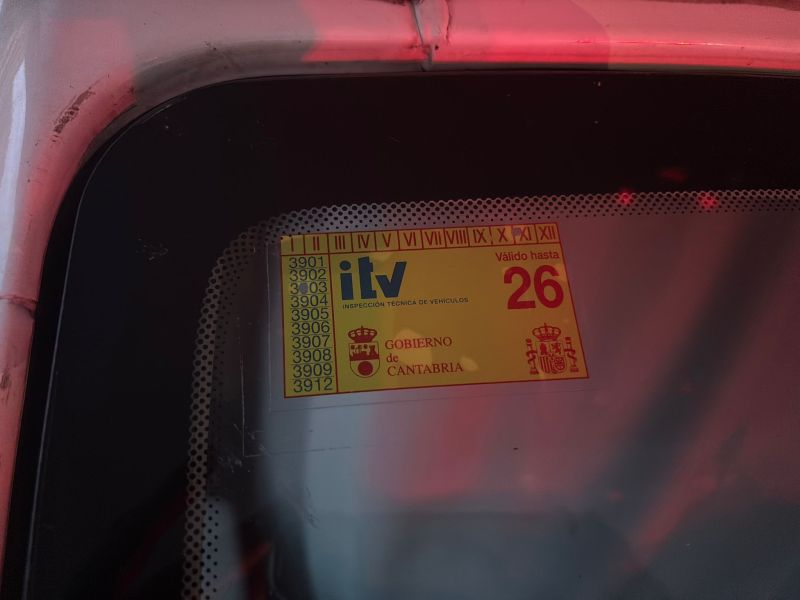 I II III IV V VI VII VIII IX X XI XII
3901
3902
3903
3904
3905
3906
3907
3908
3909
3912
itv
INSPECCIÓN TÉCNICA DE VEHÍCULOS
Válido hasta
26
GOBIERNO
de
CANTABRIA